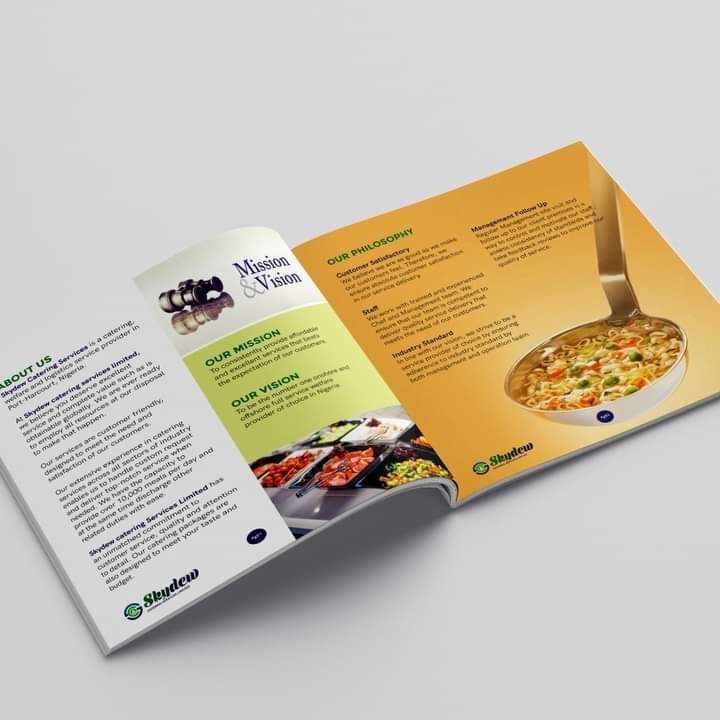 ABOUT US
Skydew Catering Services is a catering,
welfare and logistics service provider in
Port Harcourt, Nigeria.
At Skydew catering services limited,
we believe you deserve excellent
service and complete value such as is
obtainable globally. We are ever ready
to employ all resources at our disposal
to make that happen.
Our services are customer friendly,
designed to meet the need and
satisfaction of our customers.
Our extensive experience in catering
services across all sectors of industry
enables us to handle custom request
and deliver top-notch service when
needed. We have the capacity to
provide over 10,000 meals per day and
at the same time discharge other
related duties with ease.
Skydew catering Services Limited has
an unmatched commitment to
customer service, quality and attention
to detail. Our catering packages are
also designed to meet your taste and
budget.
Skydew
Mission
& Vision
OUR MISSION
To consistently provide affordable
and excellent services that beats
the expectation of our customers
OUR VISION
To be the number one onshore and
offshore full service welfare
provider of choice in Nigeria.
OUR PHILOSOPHY
Customer Satisfactory
We believe we are as good as we make
our customers feel. Therefore, we
ensure absolute customer satisfaction
in our service delivery
Staff
We work with trained and experienced
Chef and Management team. We
ensure that our team is competent to
deliver quality service delivery that
meets the need of our customers.
Industry Standard
In line with our vision, we strive to be a
service provider of choice by ensuring
adherence to industry standard by
both management and operation team.
Management Follow Up
Regular Management site visit and
follow up to our client premises is a
way to control and motivate our staff,
assess consistency of standards and
take feedback reviews to improve our
quality of service.
Skydew